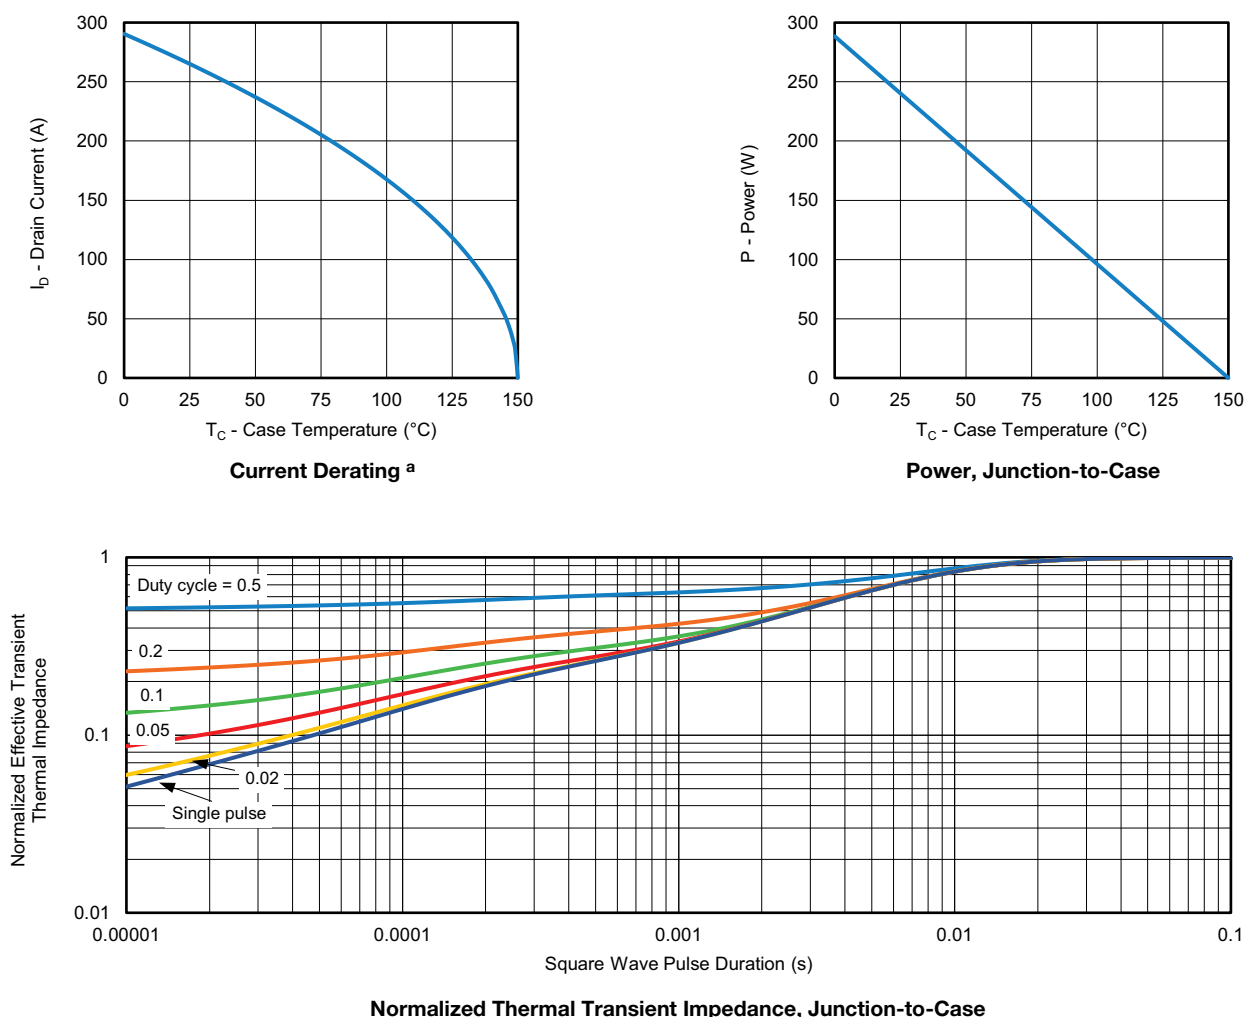 300
250
200
150
100
50
0
I_D - Drain Current (A)
0 25 50 75 100 125 150
T_C - Case Temperature (°C)
Current Derating ᵃ
300
250
200
150
100
50
0
P - Power (W)
0 25 50 75 100 125 150
T_C - Case Temperature (°C)
Power, Junction-to-Case
1
0.1
0.01
Normalized Effective Transient
Thermal Impedance
Duty cycle = 0.5
0.2
0.1
0.05
0.02
Single pulse
0.00001 0.0001 0.001 0.01 0.1
Square Wave Pulse Duration (s)
Normalized Thermal Transient Impedance, Junction-to-Case